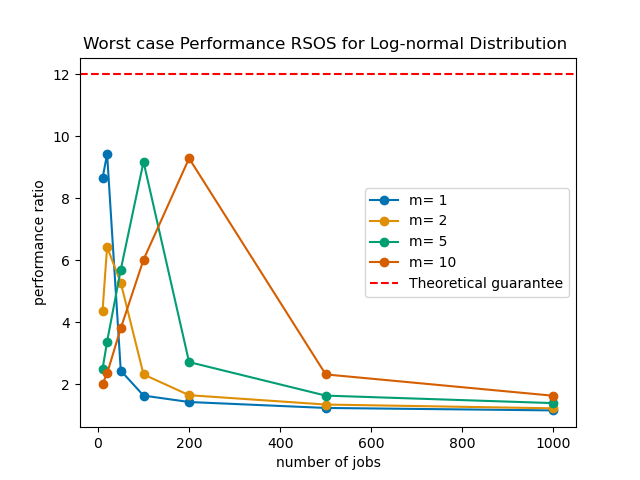 Worst case Performance RSOS for Log-normal Distribution
performance ratio
12
10
8
6
4
2
m= 1
m= 2
m= 5
m= 10
Theoretical guarantee
0
200
400
600
800
1000
number of jobs